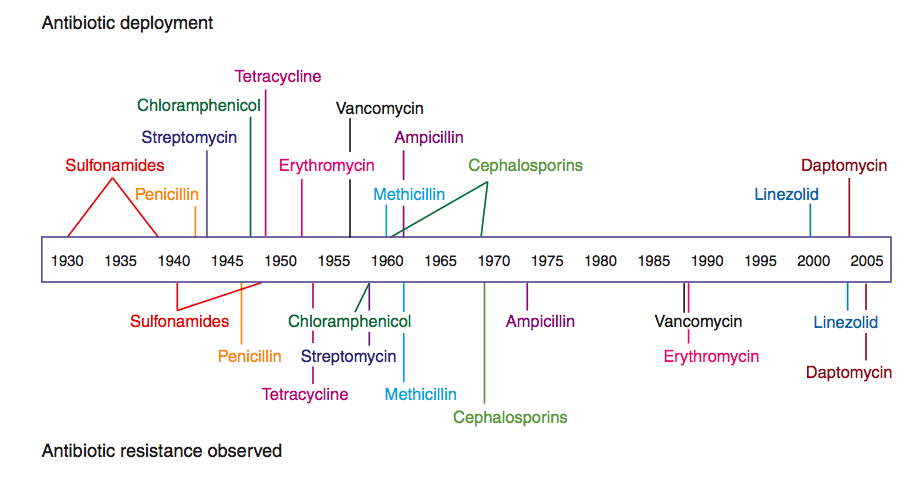 Antibiotic deployment
Tetracycline
Chloramphenicol
Vancomycin
Streptomycin
Ampicillin
Sulfonamides
Erythromycin
Cephalosporins
Daptomycin
Penicillin
Methicillin
Linezolid
1930 1935 1940 1945 1950 1955 1960 1965 1970 1975 1980 1985 1990 1995 2000 2005
Sulfonamides
Chloramphenicol
Ampicillin
Vancomycin
Linezolid
Penicillin
Streptomycin
Erythromycin
Daptomycin
Tetracycline
Methicillin
Cephalosporins
Antibiotic resistance observed